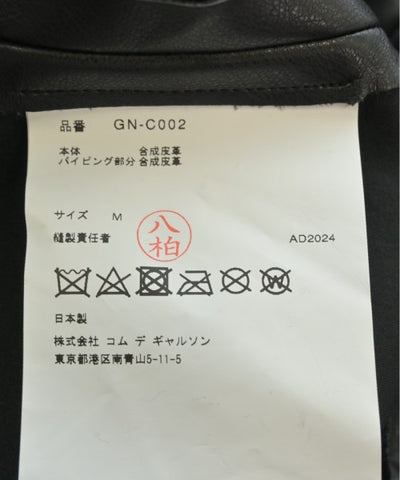 品番 GN-C002
本体 合成皮革
パイピング部分 合成皮革
サイズ M
八柏
縫製責任者 AD2024
日本製
株式会社 コム デ ギャルソン
東京都港区南青山5-11-5